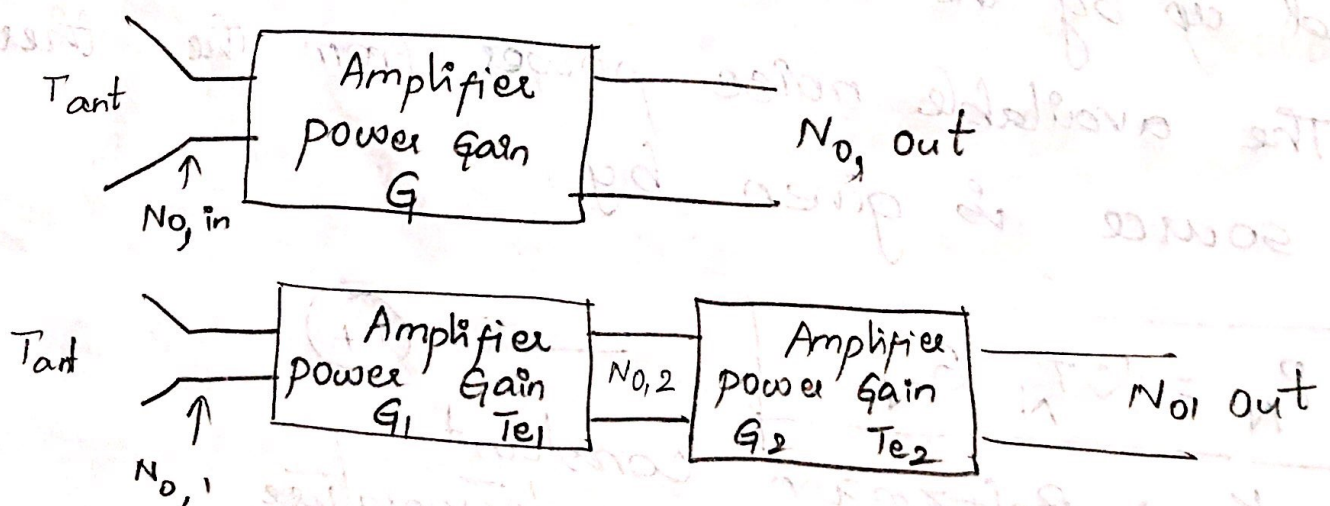 Tant
Amplifier
power Gain
G
No, in
No, out
Tant
Amplifier
power Gain
G1 Te1
No,1
No,2
Amplifier
power Gain
G2 Te2
No, out